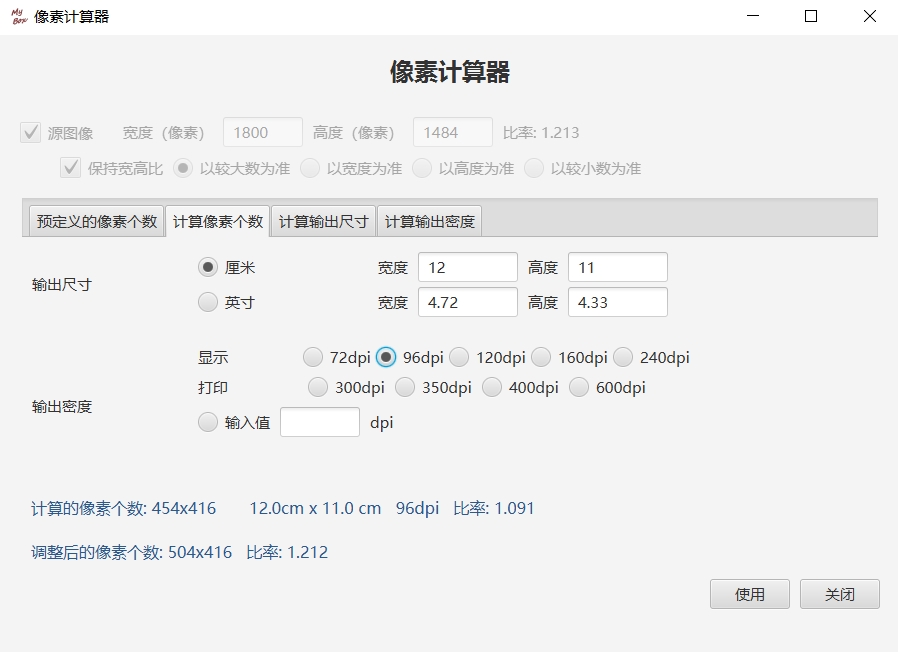 My Box 像素计算器
像素计算器
源图像 宽度（像素） 1800 高度（像素） 1484 比率: 1.213
保持宽高比 以较大数为准 以宽度为准 以高度为准 以较小数为准
预定义的像素个数 计算像素个数 计算输出尺寸 计算输出密度
输出尺寸
厘米 宽度 12 高度 11
英寸 宽度 4.72 高度 4.33
输出密度
显示 72dpi 96dpi 120dpi 160dpi 240dpi
打印 300dpi 350dpi 400dpi 600dpi
输入值 dpi
计算的像素个数: 454x416 12.0cm x 11.0 cm 96dpi 比率: 1.091
调整后的像素个数: 504x416 比率: 1.212
使用 关闭